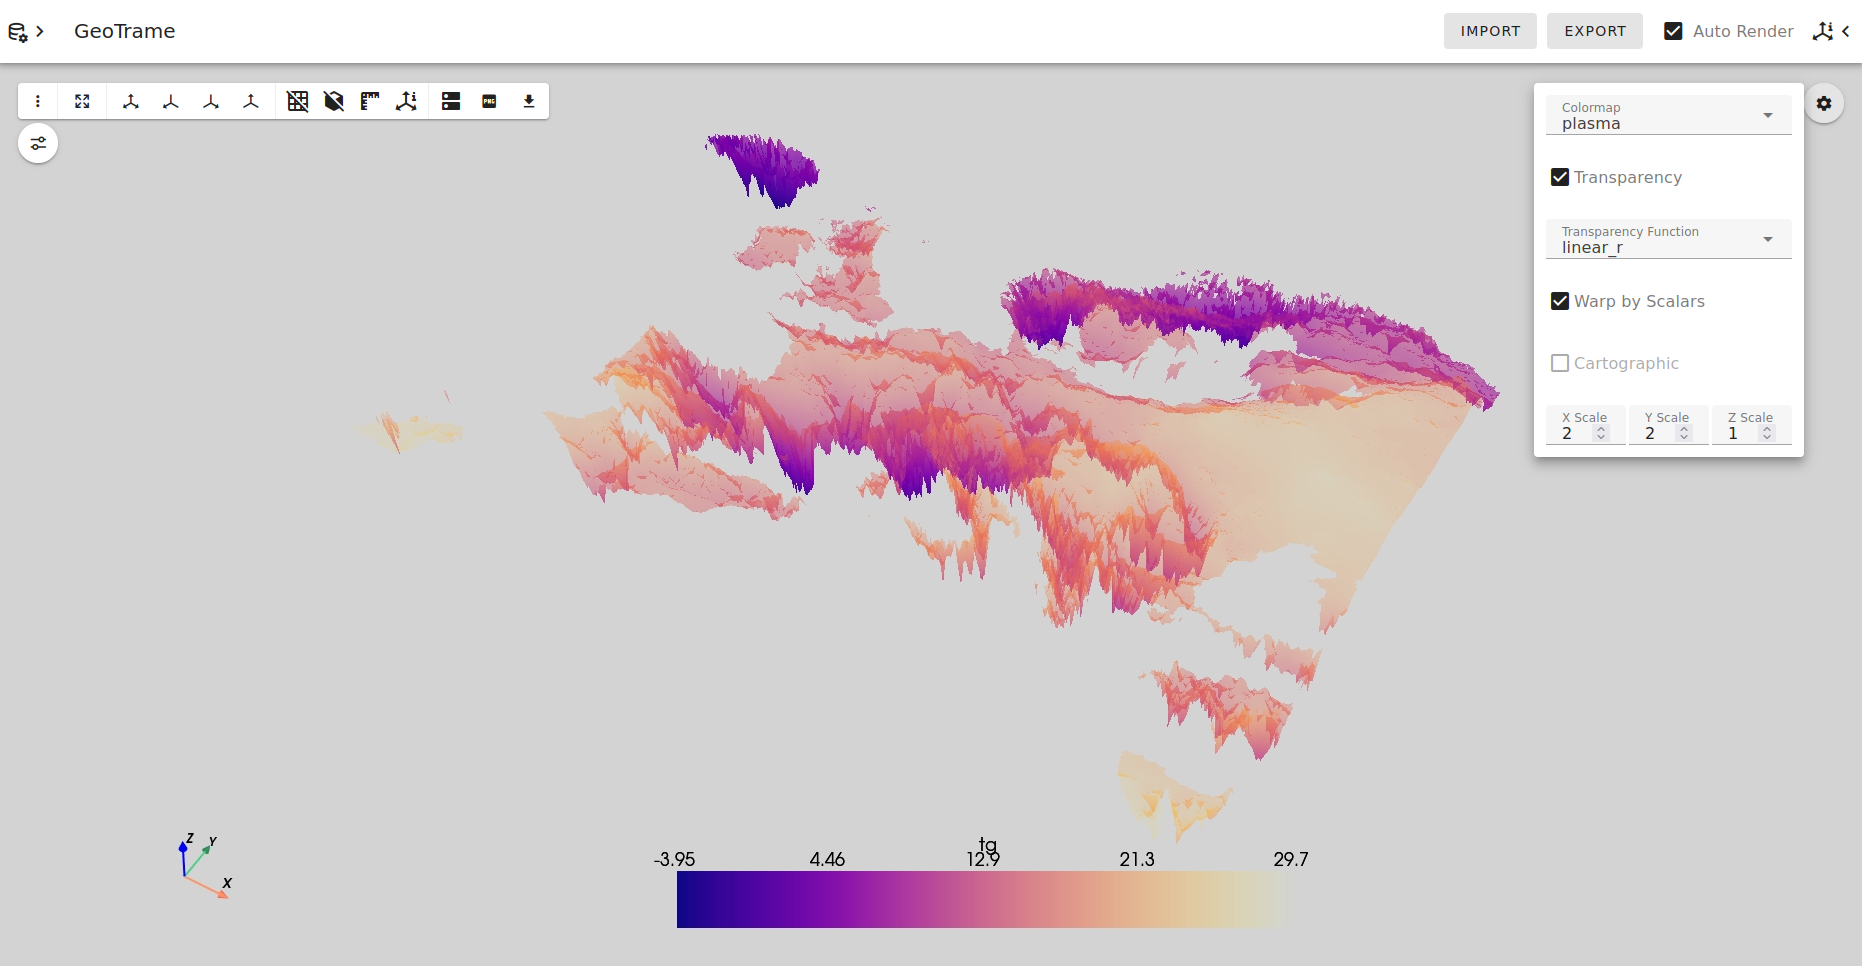 GeoTrame
IMPORT
EXPORT
Auto Render
PNG
Colormap
plasma
Transparency
Transparency Function
linear_r
Warp by Scalars
Cartographic
X Scale
Y Scale
Z Scale
2
2
1
Z
Y
X
tg
-3.95
4.46
12.9
21.3
29.7